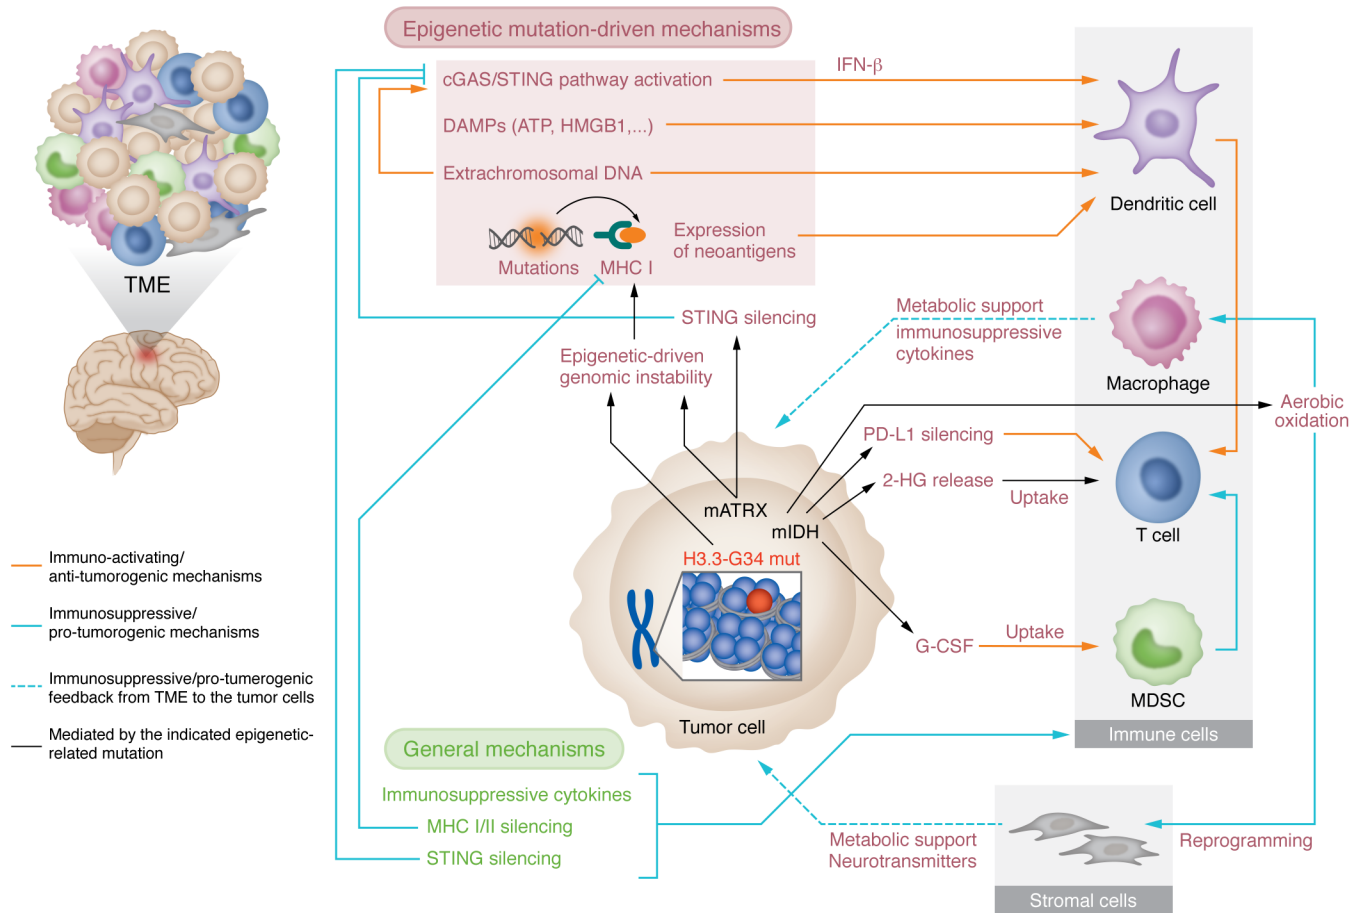 Epigenetic mutation-driven mechanisms
cGAS/STING pathway activation
IFN-β
DAMPs (ATP, HMGB1,...)
Extrachromosomal DNA
Mutations
MHC I
Expression
of neoantigens
Dendritic cell
TME
STING silencing
Metabolic support
immunosuppressive
cytokines
Epigenetic-driven
genomic instability
Macrophage
Aerobic
oxidation
PD-L1 silencing
2-HG release
Uptake
T cell
mATRX
mIDH
H3.3-G34 mut
G-CSF
Uptake
MDSC
Immune cells
Tumor cell
Immuno-activating/
anti-tumorogenic mechanisms
Immunosuppressive/
pro-tumorogenic mechanisms
Immunosuppressive/pro-tumerogenic
feedback from TME to the tumor cells
Mediated by the indicated epigenetic-
related mutation
General mechanisms
Immunosuppressive cytokines
MHC I/II silencing
STING silencing
Metabolic support
Neurotransmitters
Reprogramming
Stromal cells